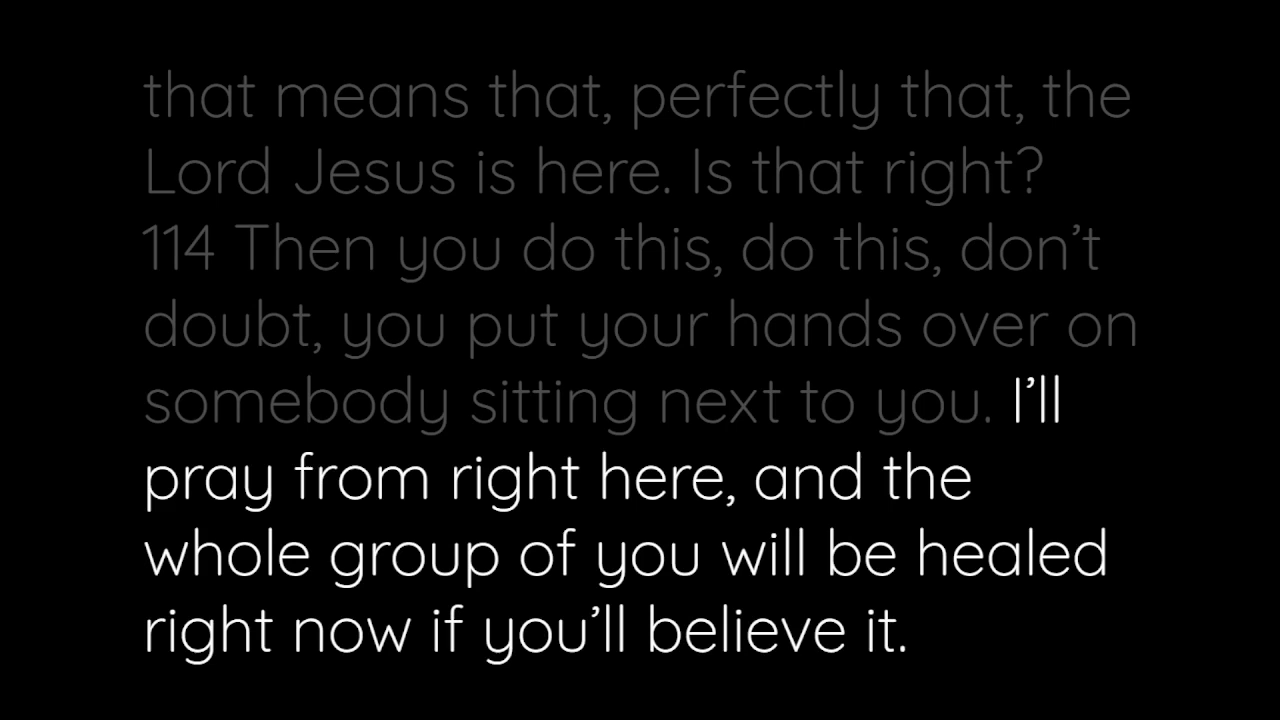 that means that, perfectly that, the
Lord Jesus is here. Is that right?
114 Then you do this, do this, don’t
doubt, you put your hands over on
somebody sitting next to you. I’ll
pray from right here, and the
whole group of you will be healed
right now if you’ll believe it.